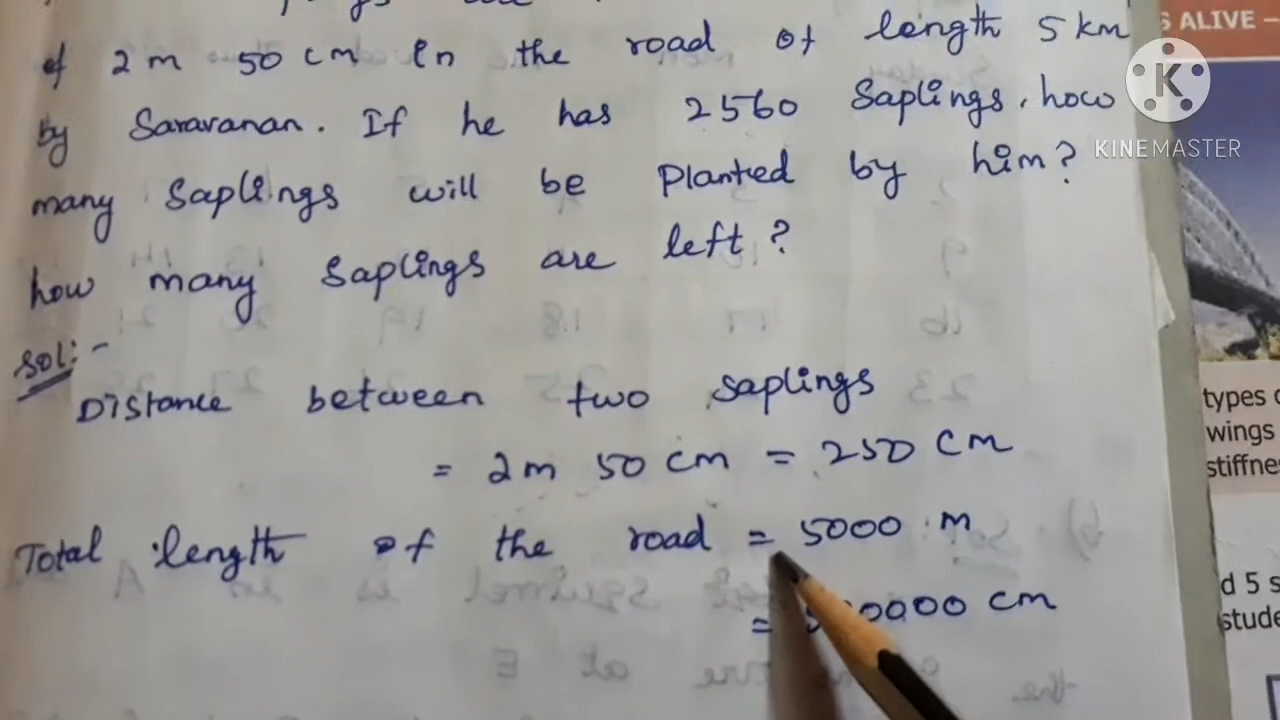 of 2 m 50 cm in the road of length 5 km
by Saravanan. If he has 2560 Saplings, how
many Saplings will be Planted by him?
how many Saplings are left?
Sol:-
Distance between two saplings
= 2m 50 cm = 250 cm
Total length of the road = 5000 m
= 0000 cm
K
KINEMASTER
S ALIVE –
types
wings
stiffne
d 5 s
stude